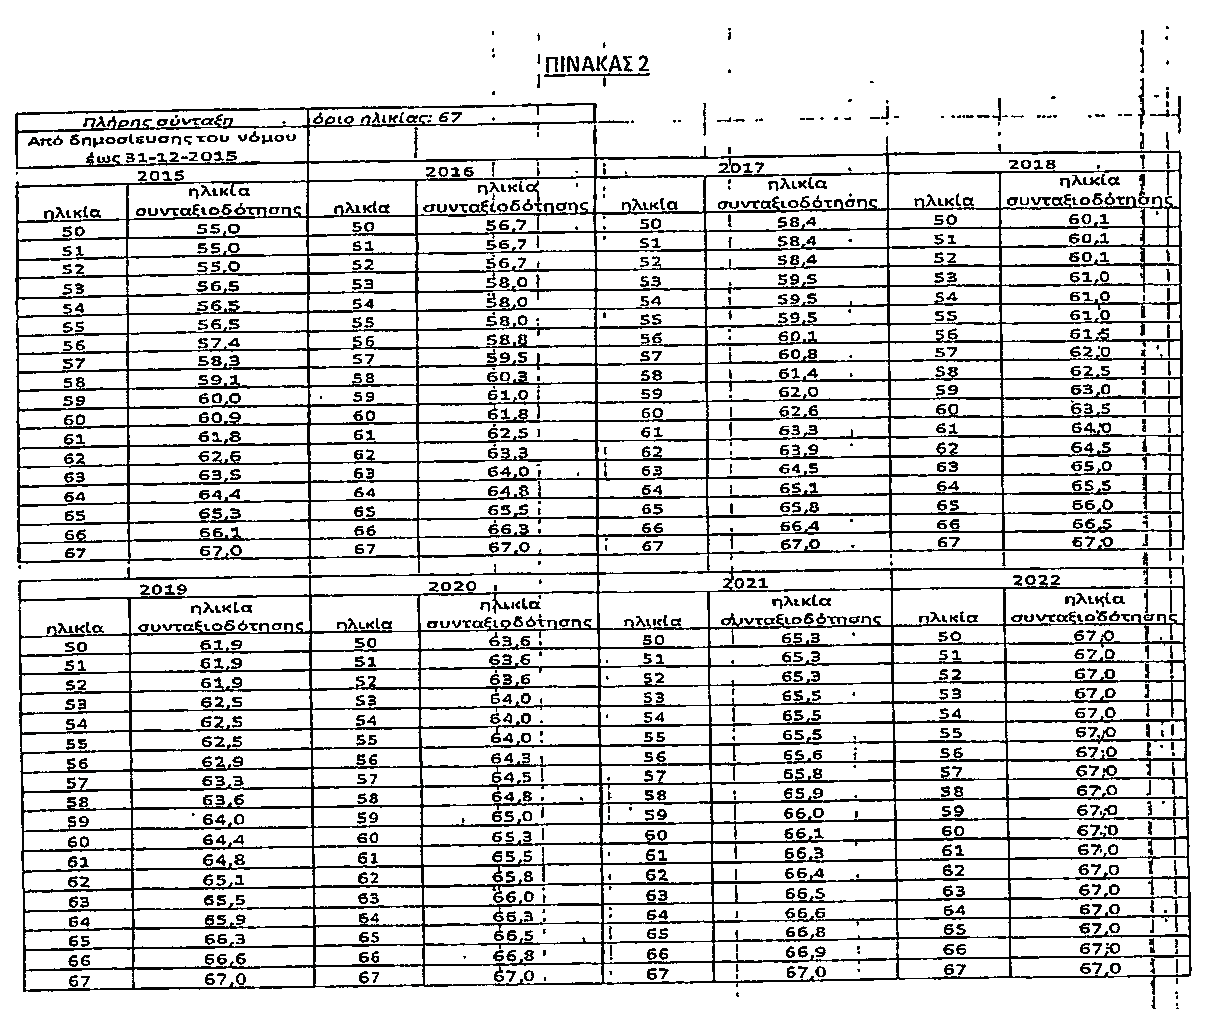 ΠΙΝΑΚΑΣ 2
Πλήρης σύνταξη όριο ηλικίας: 67
Από δημοσίευσης του νόμου
έως 31-12-2015
2015 2016 2017 2018
ηλικία ηλικία συνταξιοδότησης ηλικία ηλικία συνταξιοδότησης ηλικία ηλικία συνταξιοδότησης ηλικία ηλικία συνταξιοδότησης
50 55,0 50 56,7 50 58,4 50 60,1
51 55,0 51 56,7 51 58,4 51 60,1
52 55,0 52 56,7 52 58,4 52 60,1
53 56,5 53 58,0 53 59,5 53 61,0
54 56,5 54 58,0 54 59,5 54 61,0
55 56,5 55 58,0 55 59,5 55 61,0
56 57,4 56 58,8 56 60,1 56 61,5
57 58,3 57 59,5 57 60,8 57 62,0
58 59,1 58 60,3 58 61,4 58 62,5
59 60,0 59 61,0 59 62,0 59 63,0
60 60,9 60 61,8 60 62,6 60 63,5
61 61,8 61 62,5 61 63,3 61 64,0
62 62,6 62 63,3 62 63,9 62 64,5
63 63,5 63 64,0 63 64,5 63 65,0
64 64,4 64 64,8 64 65,1 64 65,5
65 65,3 65 65,5 65 65,8 65 66,0
66 66,1 66 66,3 66 66,4 66 66,5
67 67,0 67 67,0 67 67,0 67 67,0
2019 2020 2021 2022
ηλικία ηλικία συνταξιοδότησης ηλικία ηλικία συνταξιοδότησης ηλικία ηλικία συνταξιοδότησης ηλικία ηλικία συνταξιοδότησης
50 61,9 50 63,6 50 65,3 50 67,0
51 61,9 51 63,6 51 65,3 51 67,0
52 61,9 52 63,6 52 65,3 52 67,0
53 62,5 53 64,0 53 65,5 53 67,0
54 62,5 54 64,0 54 65,5 54 67,0
55 62,5 55 64,0 55 65,5 55 67,0
56 62,9 56 64,3 56 65,6 56 67,0
57 63,3 57 64,5 57 65,8 57 67,0
58 63,6 58 64,8 58 65,9 58 67,0
59 64,0 59 65,0 59 66,0 59 67,0
60 64,4 60 65,3 60 66,1 60 67,0
61 64,8 61 65,5 61 66,3 61 67,0
62 65,1 62 65,8 62 66,4 62 67,0
63 65,5 63 66,0 63 66,5 63 67,0
64 65,9 64 66,3 64 66,6 64 67,0
65 66,3 65 66,5 65 66,8 65 67,0
66 66,6 66 66,8 66 66,9 66 67,0
67 67,0 67 67,0 67 67,0 67 67,0